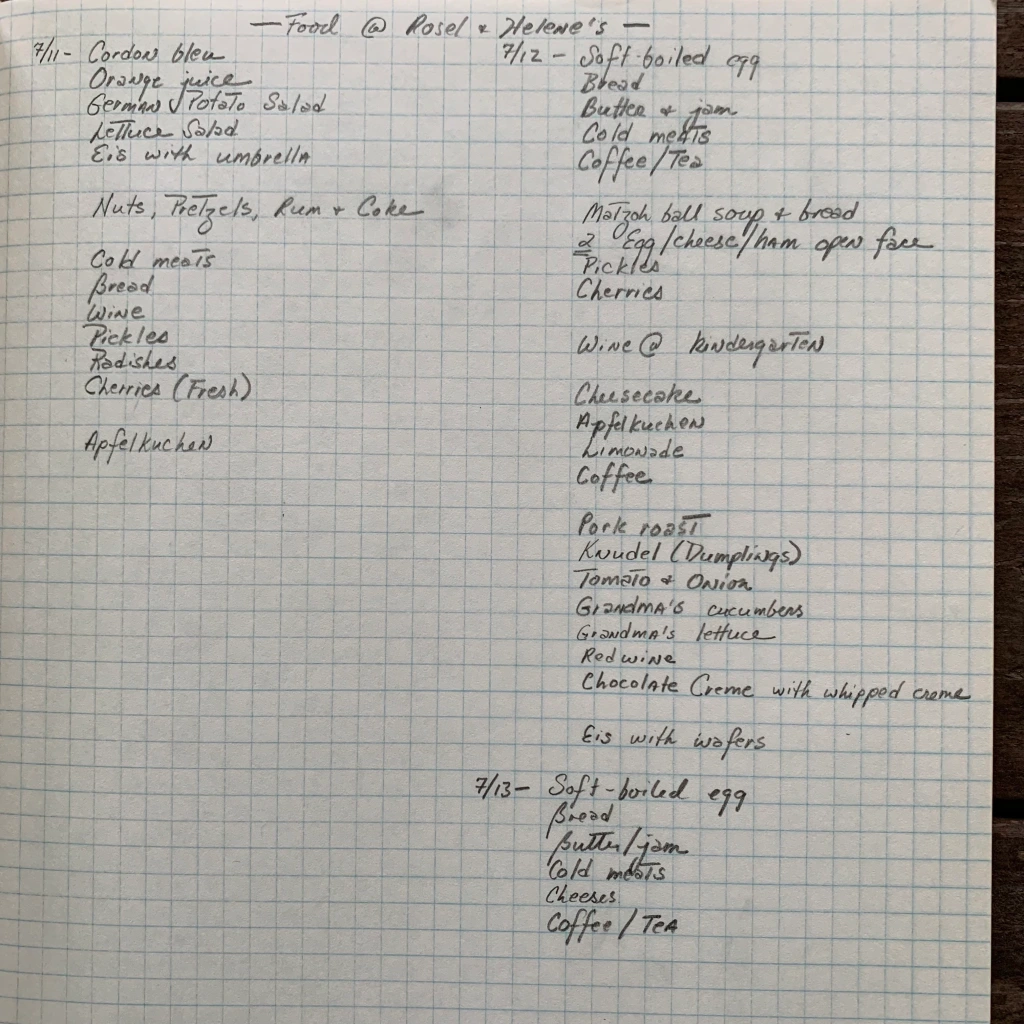 — Food @ Rosel & Helene's —
7/11 - Cordon bleu
Orange juice
German Potato Salad
Lettuce Salad
Eis with umbrella
Nuts, Pretzels, Rum + Coke
Cold meats
Bread
Wine
Pickles
Radishes
Cherries (Fresh)
Apfelkuchen
7/12 - Soft-boiled egg
Bread
Butter & jam
Cold meats
Coffee/Tea
Matzoh ball soup + bread
2 Egg/cheese/ham open face
Pickles
Cherries
Wine @ kindergarten
Cheesecake
Apfelkuchen
Limonade
Coffee
Pork roast
Knudel (Dumplings)
Tomato & Onion
Grandma's cucumbers
Grandma's lettuce
Red wine
Chocolate Creme with whipped creme
Eis with wafers
7/13 - Soft-boiled egg
Bread
Butter/jam
Cold meats
Cheeses
Coffee / Tea